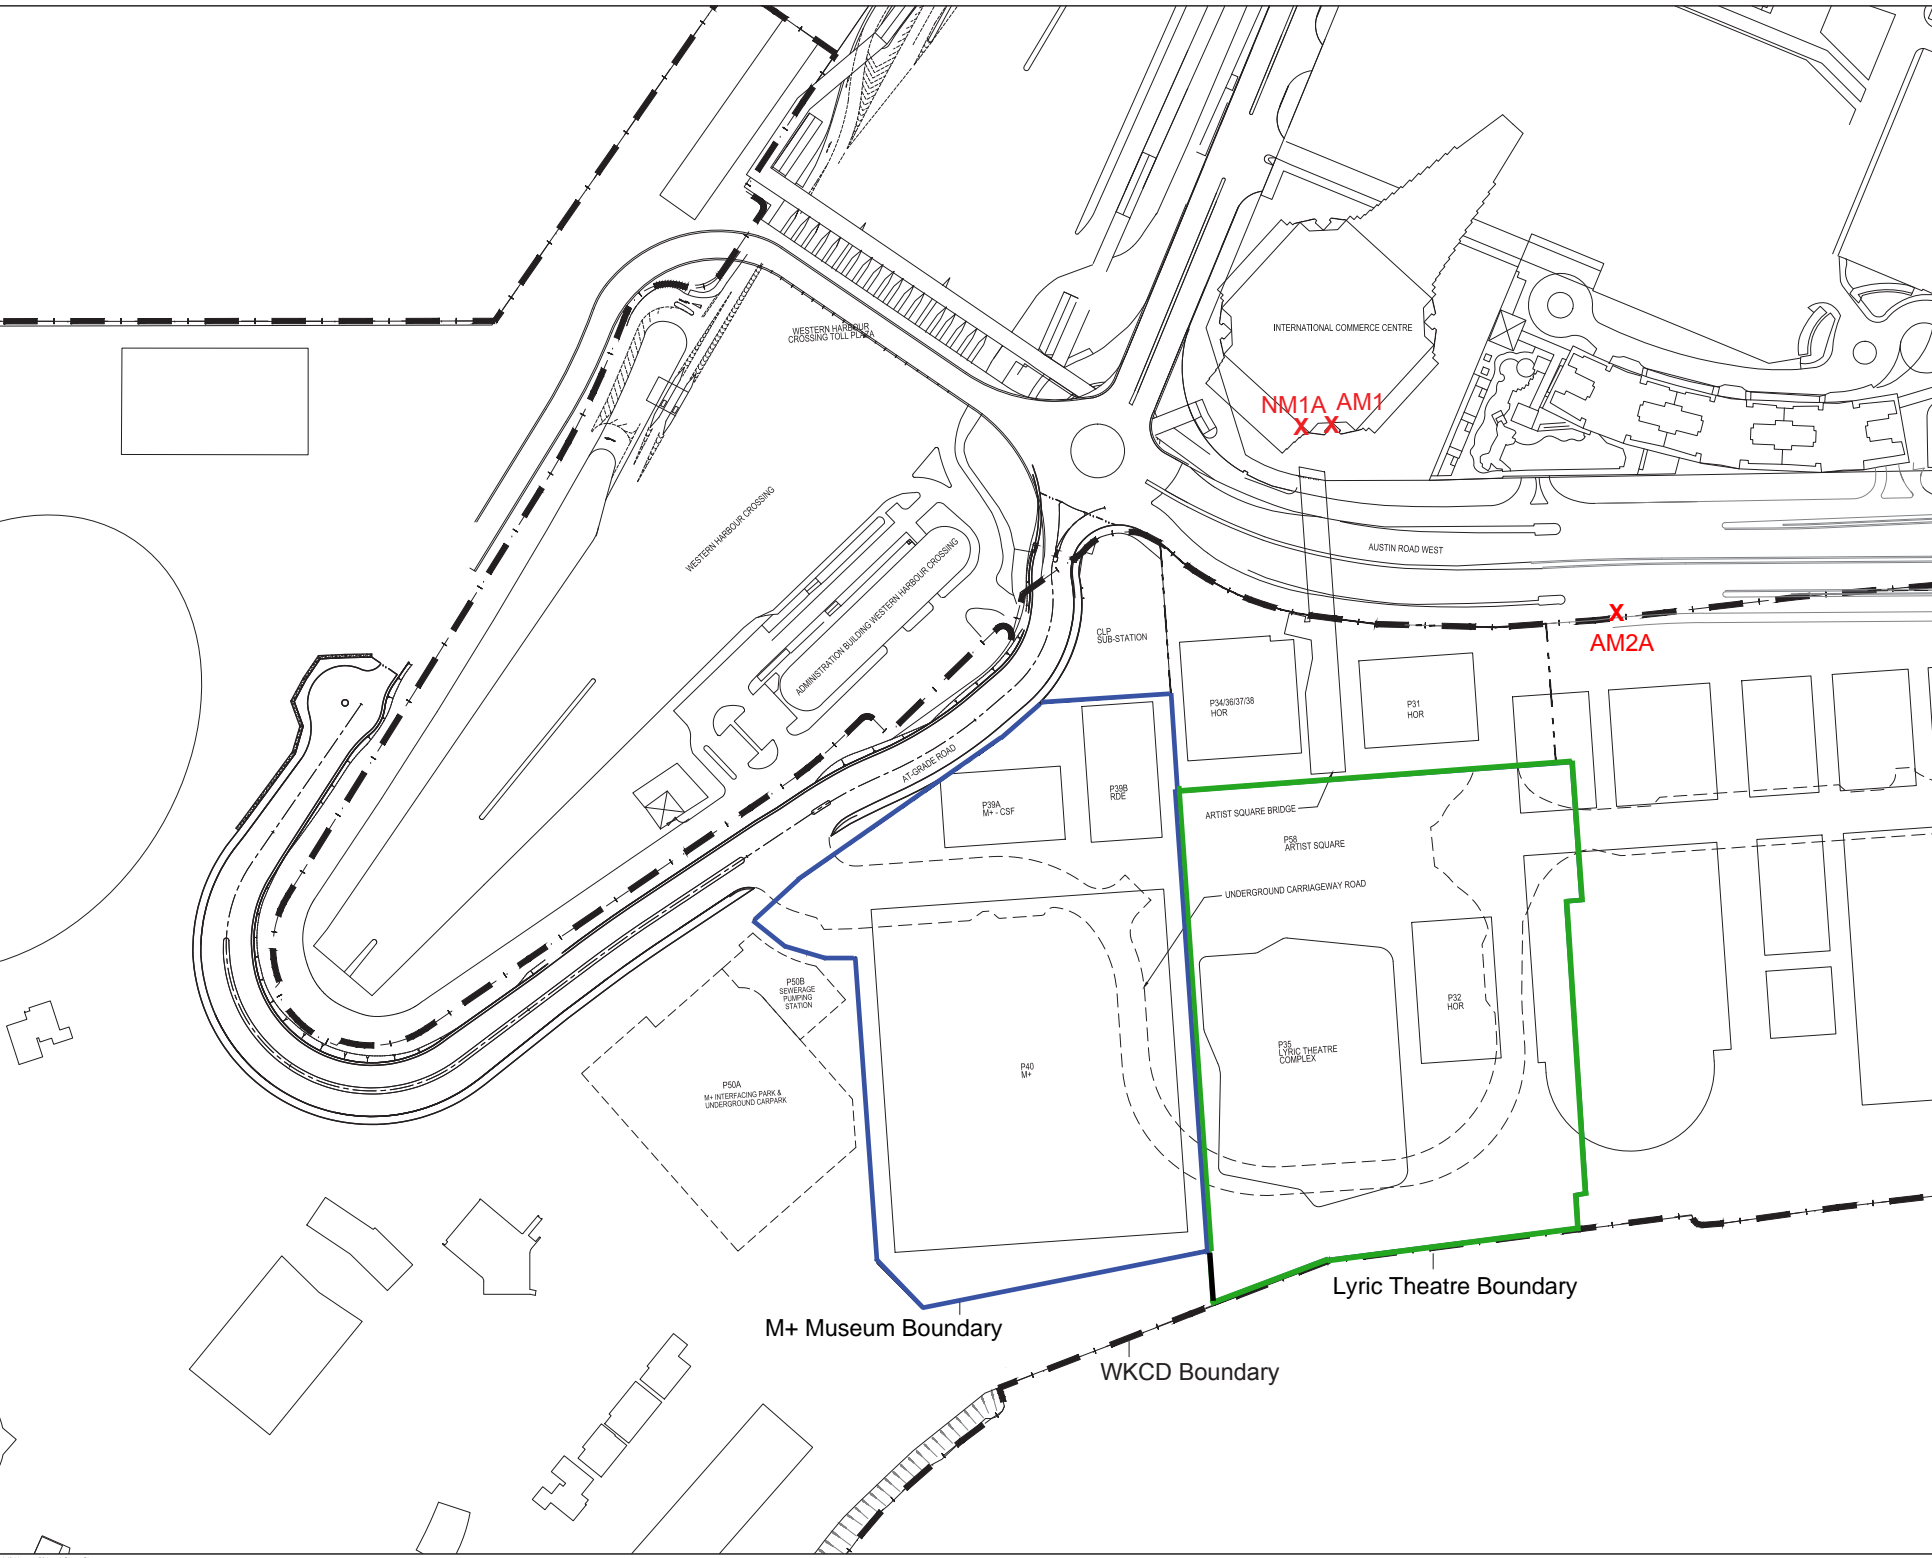 WESTERN HARBOUR
CROSSING TOLL PLAZA
INTERNATIONAL COMMERCE CENTRE
NM1A
AM1
X
X
WESTERN HARBOUR CROSSING
ADMINISTRATION BUILDING WESTERN HARBOUR CROSSING
AUSTIN ROAD WEST
X
AM2A
CLP
SUB-STATION
P34/36/37/38
HOR
P31
HOR
AT-GRADE ROAD
P39A
M+ - CSF
P39B
RDE
ARTIST SQUARE BRIDGE
P58
ARTIST SQUARE
UNDERGROUND CARRIAGEWAY ROAD
P50B
SEWERAGE
PUMPING
STATION
P32
HOR
P35
LYRIC THEATRE
COMPLEX
P40
M+
P50A
M+ INTERFACING PARK &
UNDERGROUND CARPARK
Lyric Theatre Boundary
M+ Museum Boundary
WKCD Boundary